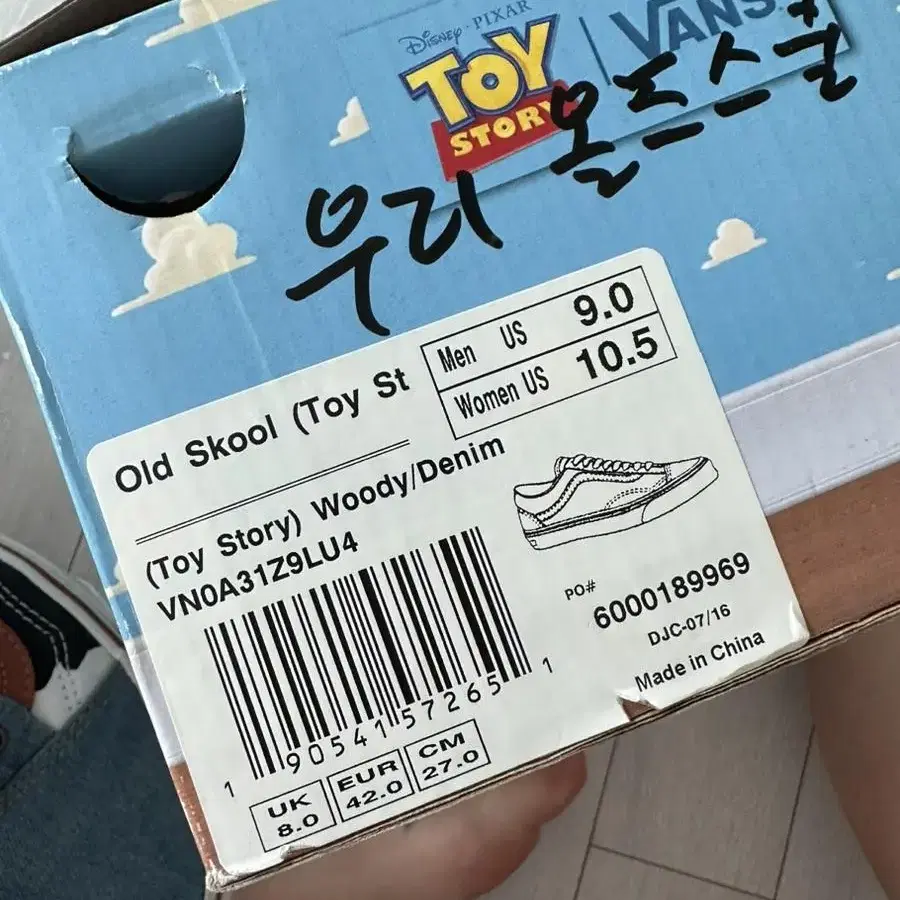 Disney · PIXAR
TOY
STORY
VANS
우리 올드스쿨
Men US 9.0
Women US 10.5
Old Skool (Toy St
(Toy Story) Woody/Denim
VN0A31Z9LU4
PO# 6000189969
DJC-07/16
Made in China
1 90541 57265 1
UK EUR CM
8.0 42.0 27.0